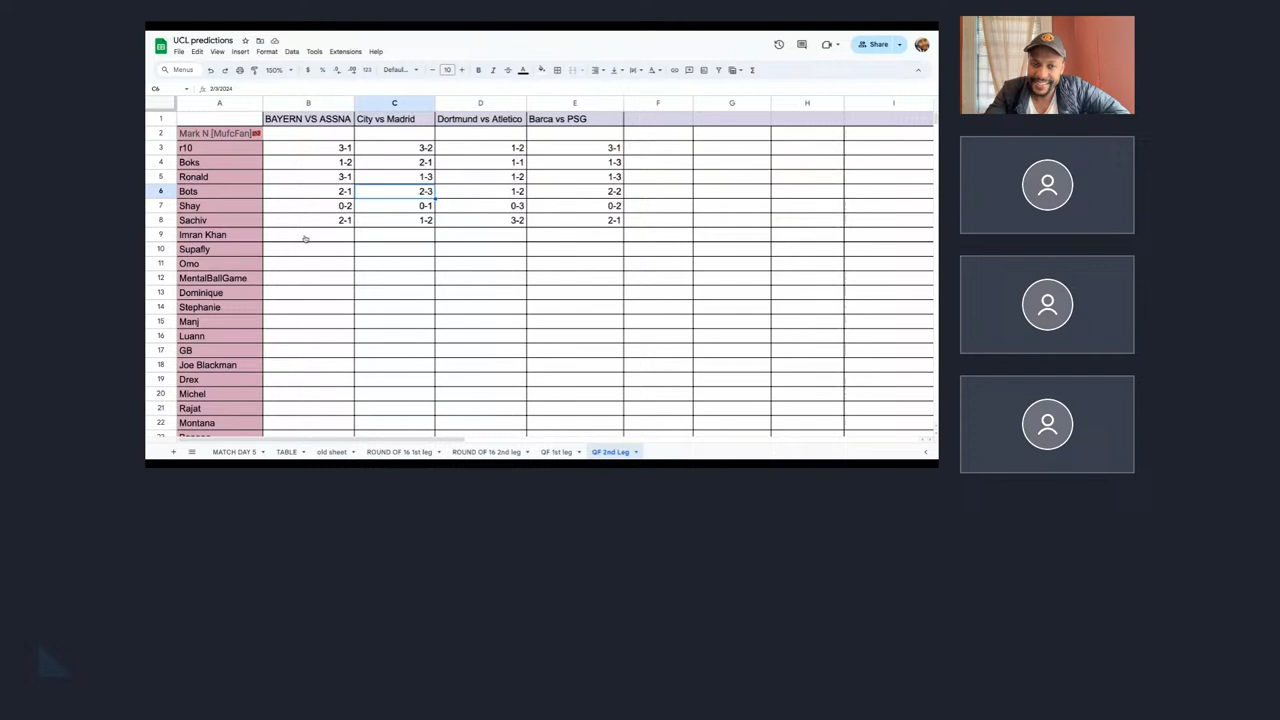 UCL predictions
File Edit View Insert Format Data Tools Extensions Help
Share
Menus 150% $ % .0 .00 123 Defaul... 10 B I A
C6 2/3/2024
A B C D E F G H I
1 BAYERN VS ASSNA City vs Madrid Dortmund vs Atletico Barca vs PSG
2 Mark N [MufcFan]
3 r10 3-1 3-2 1-2 3-1
4 Boks 1-2 2-1 1-1 1-3
5 Ronald 3-1 1-3 1-2 1-3
6 Bots 2-1 2-3 1-2 2-2
7 Shay 0-2 0-1 0-3 0-2
8 Sachiv 2-1 1-2 3-2 2-1
9 Imran Khan
10 Supafly
11 Omo
12 MentalBallGame
13 Dominique
14 Stephanie
15 Manj
16 Luann
17 GB
18 Joe Blackman
19 Drex
20 Michel
21 Rajat
22 Montana
MATCH DAY 5 TABLE old sheet ROUND OF 16 1st leg ROUND OF 16 2nd leg QF 1st leg QF 2nd Leg